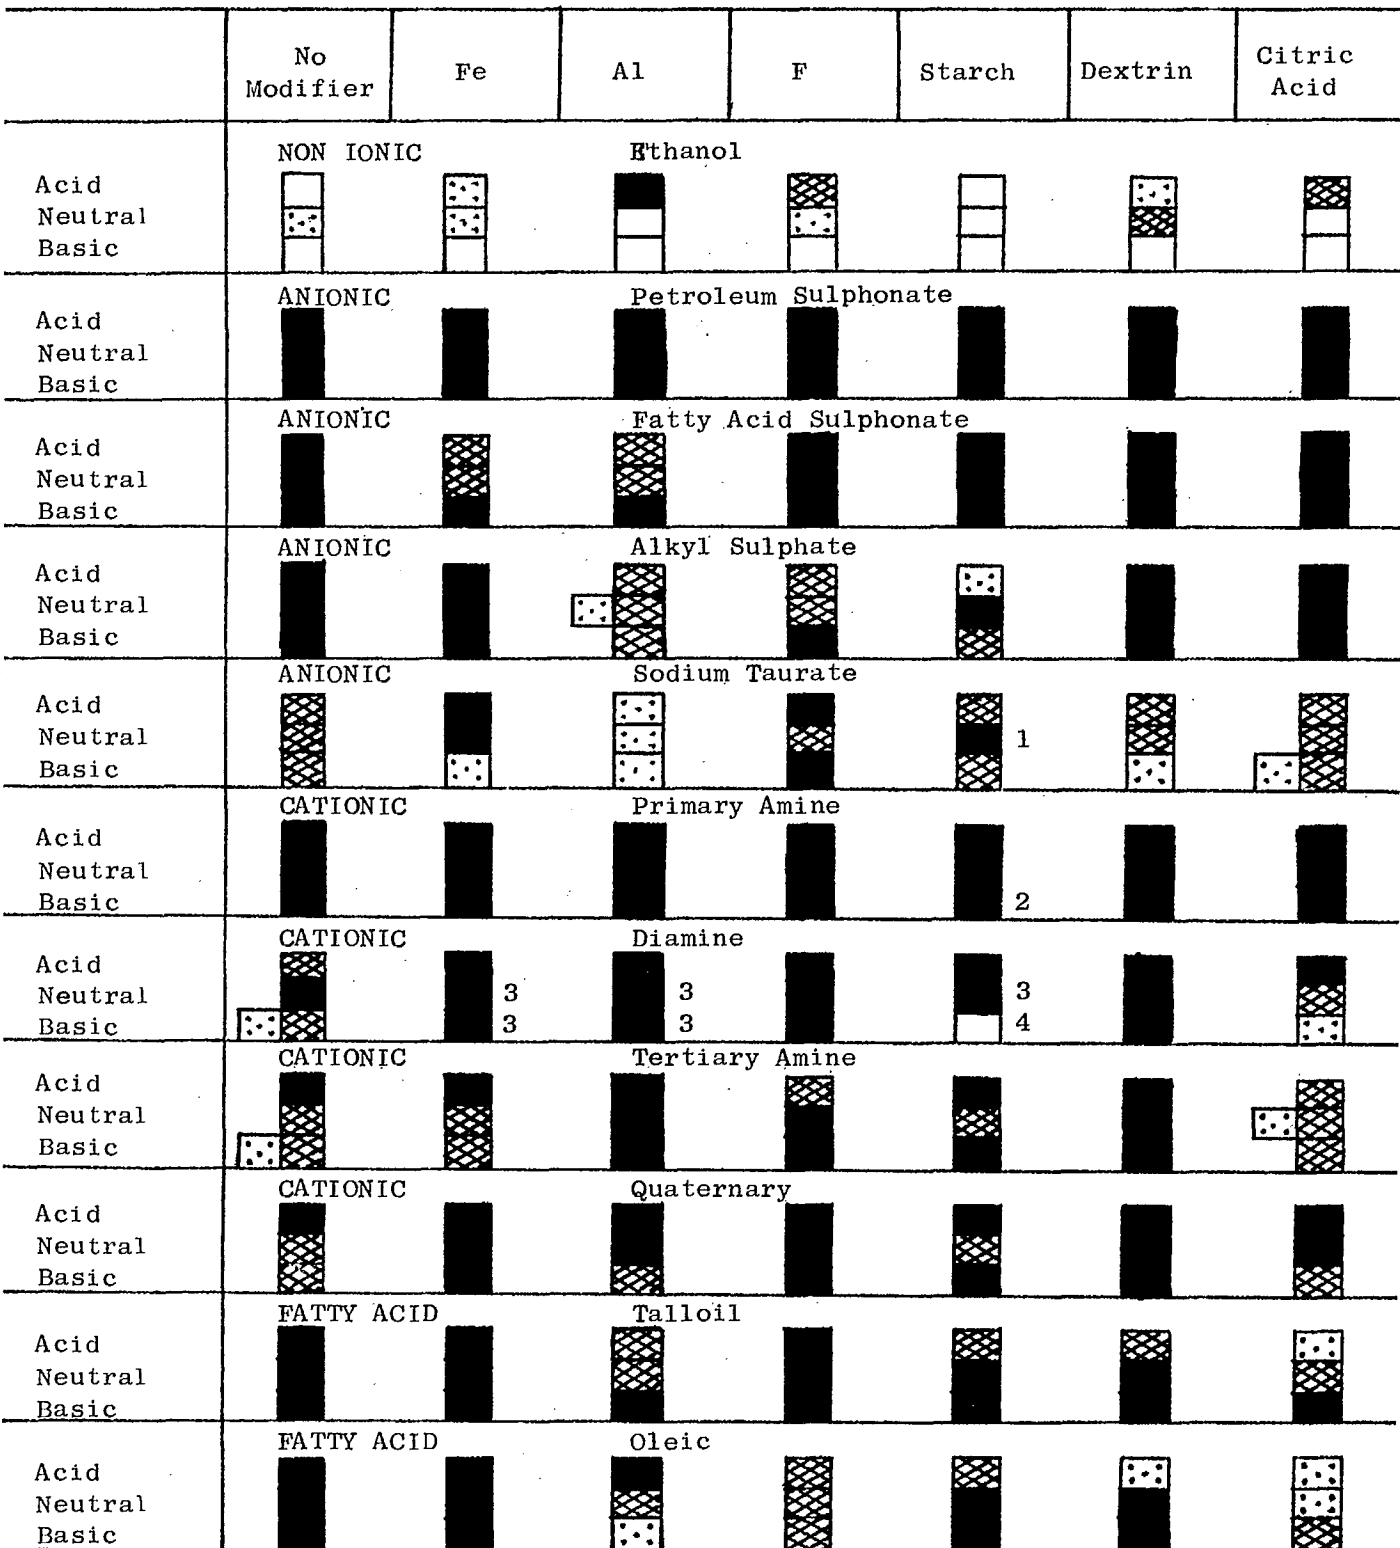 No Modifier Fe Al F Starch Dextrin Citric Acid
NON IONIC Ethanol
Acid
Neutral
Basic
ANIONIC Petroleum Sulphonate
Acid
Neutral
Basic
ANIONIC Fatty Acid Sulphonate
Acid
Neutral
Basic
ANIONIC Alkyl Sulphate
Acid
Neutral
Basic
ANIONIC Sodium Taurate
Acid
Neutral 1
Basic
CATIONIC Primary Amine
Acid
Neutral
Basic 2
CATIONIC Diamine
Acid
Neutral 3 3 3
Basic 3 3 4
CATIONIC Tertiary Amine
Acid
Neutral
Basic
CATIONIC Quaternary
Acid
Neutral
Basic
FATTY ACID Talloil
Acid
Neutral
Basic
FATTY ACID Oleic
Acid
Neutral
Basic